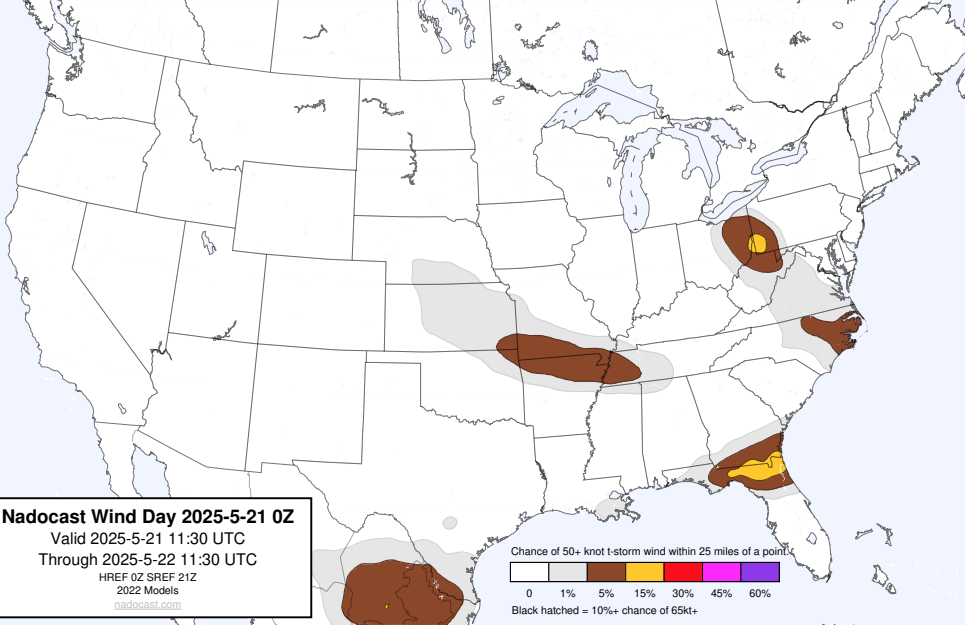 Nadocast Wind Day 2025-5-21 0Z
Valid 2025-5-21 11:30 UTC
Through 2025-5-22 11:30 UTC
HREF 0Z SREF 21Z
2022 Models
nadocast.com
Chance of 50+ knot t-storm wind within 25 miles of a point.
0 1% 5% 15% 30% 45% 60%
Black hatched = 10%+ chance of 65kt+